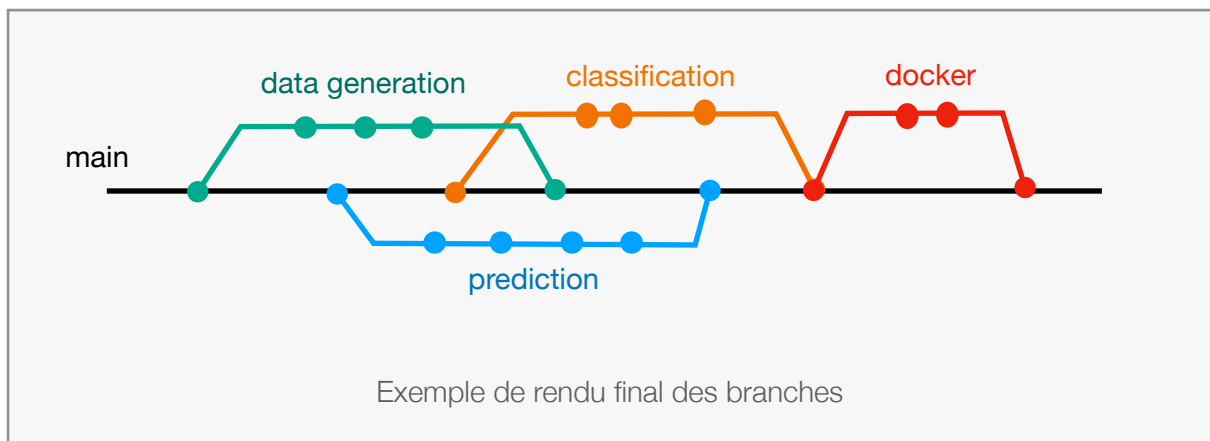 data generation
classification
docker
main
prediction
Exemple de rendu final des branches